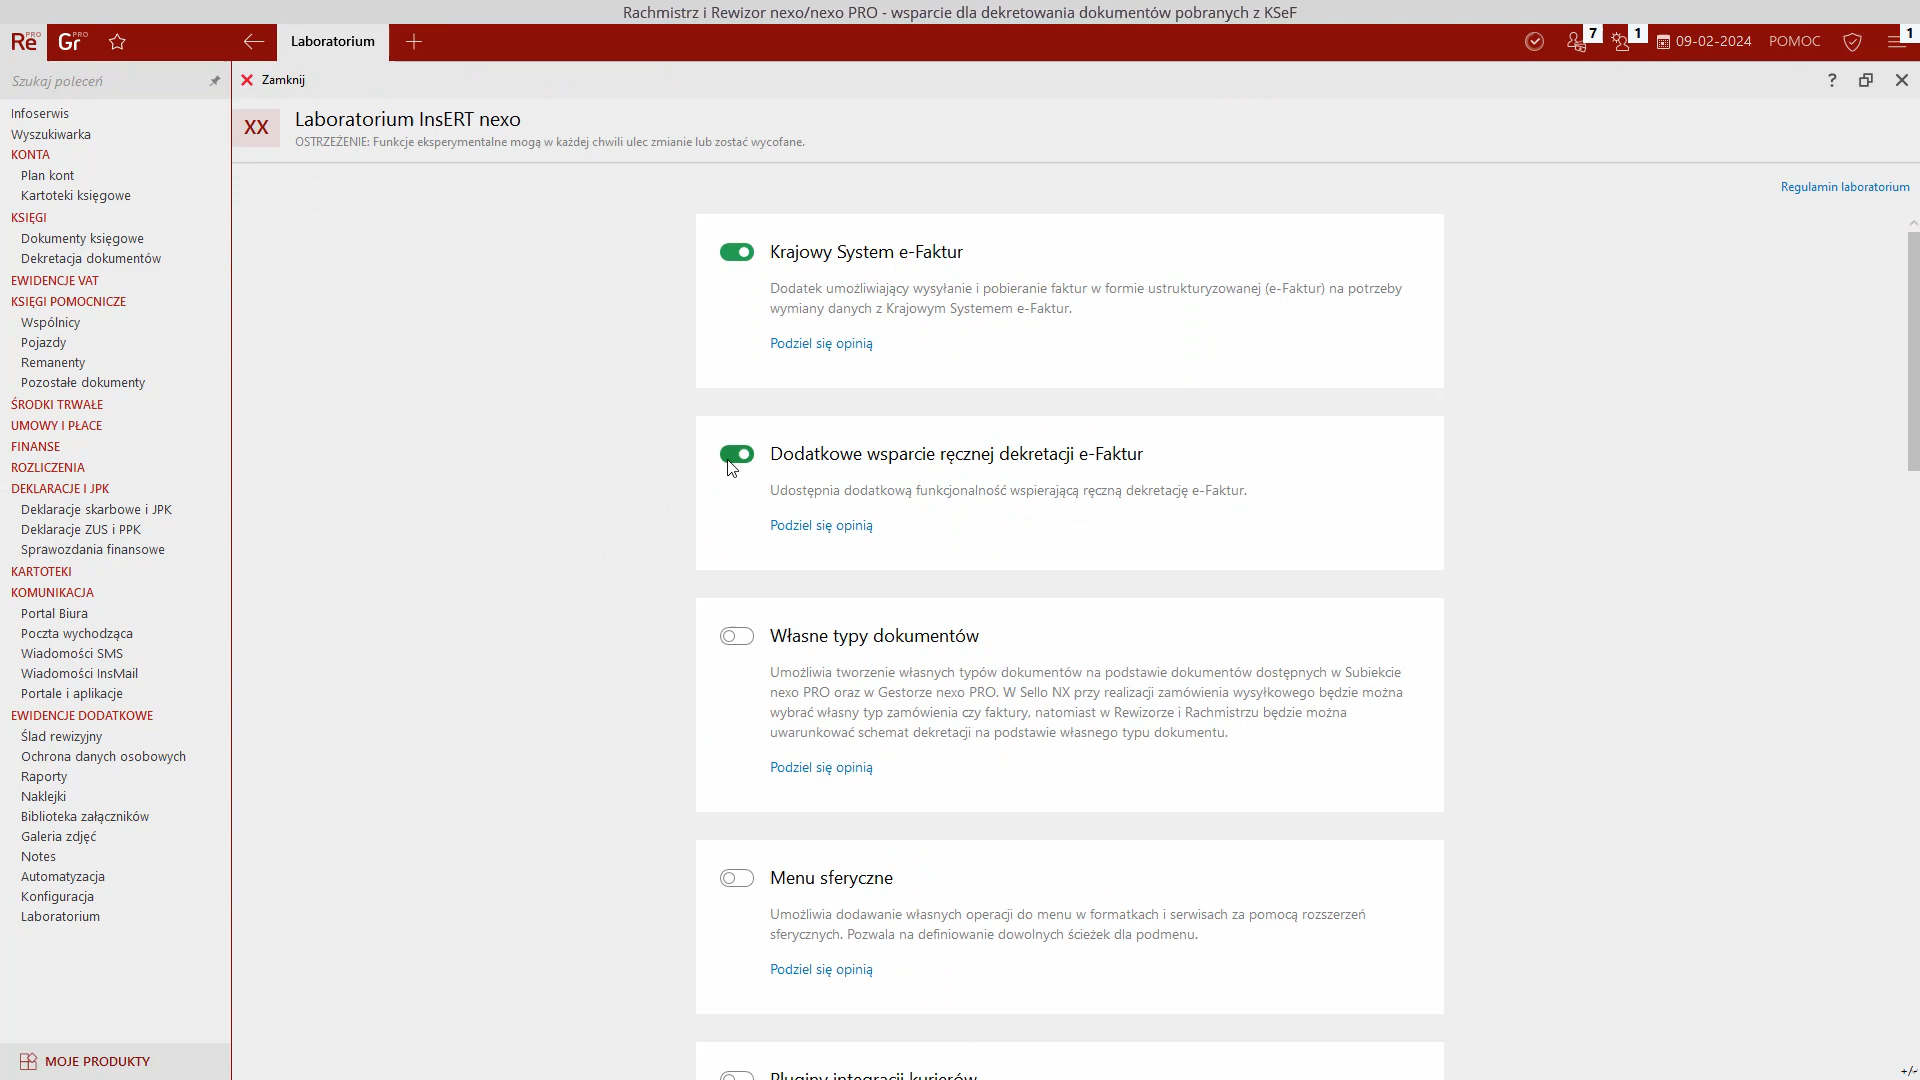 Rachmistrz i Rewizor nexo/nexo PRO - wsparcie dla dekretowania dokumentów pobranych z KSeF
Re PRO Gr PRO Laboratorium 7 1 09-02-2024 POMOC 1
Szukaj poleceń
Zamknij ?
Infoserwis
Wyszukiwarka
KONTA
Plan kont
Kartoteki księgowe
KSIĘGI
Dokumenty księgowe
Dekretacja dokumentów
EWIDENCJE VAT
KSIĘGI POMOCNICZE
Wspólnicy
Pojazdy
Remanenty
Pozostałe dokumenty
ŚRODKI TRWAŁE
UMOWY I PŁACE
FINANSE
ROZLICZENIA
DEKLARACJE I JPK
Deklaracje skarbowe i JPK
Deklaracje ZUS i PPK
Sprawozdania finansowe
KARTOTEKI
KOMUNIKACJA
Portal Biura
Poczta wychodząca
Wiadomości SMS
Wiadomości InsMail
Portale i aplikacje
EWIDENCJE DODATKOWE
Ślad rewizyjny
Ochrona danych osobowych
Raporty
Naklejki
Biblioteka załączników
Galeria zdjęć
Notes
Automatyzacja
Konfiguracja
Laboratorium
MOJE PRODUKTY
XX
Laboratorium InsERT nexo
OSTRZEŻENIE: Funkcje eksperymentalne mogą w każdej chwili ulec zmianie lub zostać wycofane.
Regulamin laboratorium
Krajowy System e-Faktur
Dodatek umożliwiający wysyłanie i pobieranie faktur w formie ustrukturyzowanej (e-Faktur) na potrzeby
wymiany danych z Krajowym Systemem e-Faktur.
Podziel się opinią
Dodatkowe wsparcie ręcznej dekretacji e-Faktur
Udostępnia dodatkową funkcjonalność wspierającą ręczną dekretację e-Faktur.
Podziel się opinią
Własne typy dokumentów
Umożliwia tworzenie własnych typów dokumentów na podstawie dokumentów dostępnych w Subiekcie
nexo PRO oraz w Gestorze nexo PRO. W Sello NX przy realizacji zamówienia wysyłkowego będzie można
wybrać własny typ zamówienia czy faktury, natomiast w Rewizorze i Rachmistrzu będzie można
uwarunkować schemat dekretacji na podstawie własnego typu dokumentu.
Podziel się opinią
Menu sferyczne
Umożliwia dodawanie własnych operacji do menu w formatkach i serwisach za pomocą rozszerzeń
sferycznych. Pozwala na definiowanie dowolnych ścieżek dla podmenu.
Podziel się opinią
Pluginy integracji kurierów
+/-